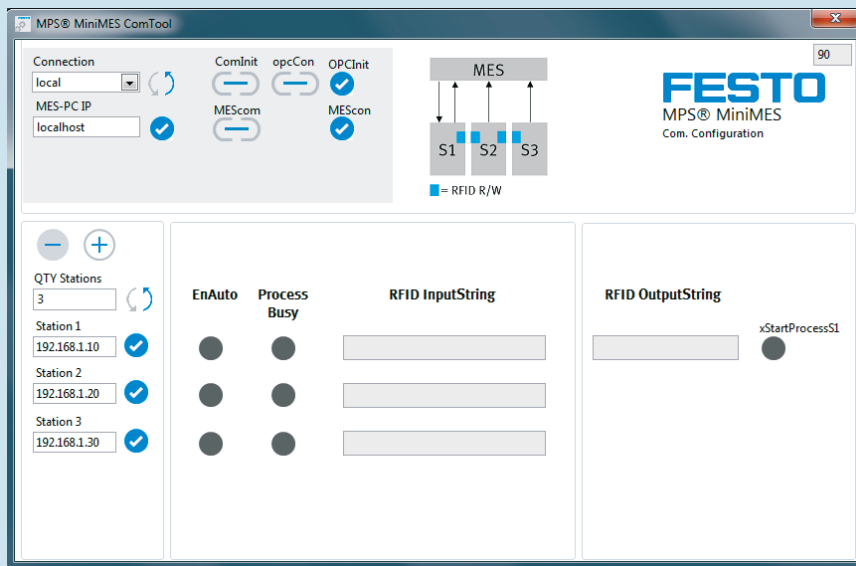 MPS® MiniMES ComTool
90
Connection
local
MES-PC IP
localhost
ComInit opcCon OPCInit
MEScom MEScon
MES
S1 S2 S3
= RFID R/W
FESTO
MPS® MiniMES
Com. Configuration
QTY Stations
3
Station 1
192.168.1.10
Station 2
192.168.1.20
Station 3
192.168.1.30
EnAuto
Process
Busy
RFID InputString
RFID OutputString
xStartProcessS1